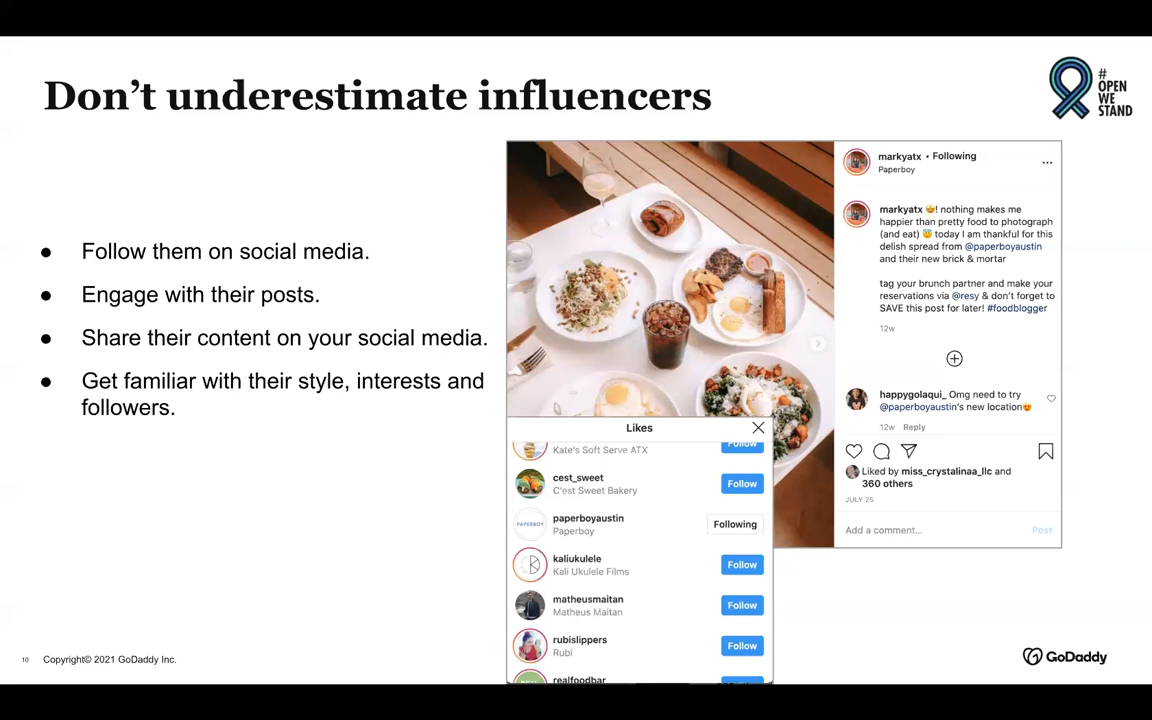 Don't underestimate influencers
#
OPEN
WE
STAND
● Follow them on social media.
● Engage with their posts.
● Share their content on your social media.
● Get familiar with their style, interests and
followers.
markyatx • Following
Paperboy
...
markyatx 🤩! nothing makes me
happier than pretty food to photograph
(and eat) 😇 today I am thankful for this
delish spread from @paperboyaustin
and their new brick & mortar
tag your brunch partner and make your
reservations via @resy & don't forget to
SAVE this post for later! #foodblogger
12w
happygolaqui_ Omg need to try
@paperboyaustin's new location😍
12w Reply
Liked by miss_crystalinaa_llc and
360 others
JULY 25
Add a comment... Post
Likes
Kate's Soft Serve ATX
Follow
cest_sweet
C'est Sweet Bakery
Follow
PAPERBOY
paperboyaustin
Paperboy
Following
kaliukulele
Kali Ukulele Films
Follow
matheusmaitan
Matheus Maitan
Follow
rubislippers
Rubi
Follow
realfoodbar
10 Copyright© 2021 GoDaddy Inc.
GoDaddy